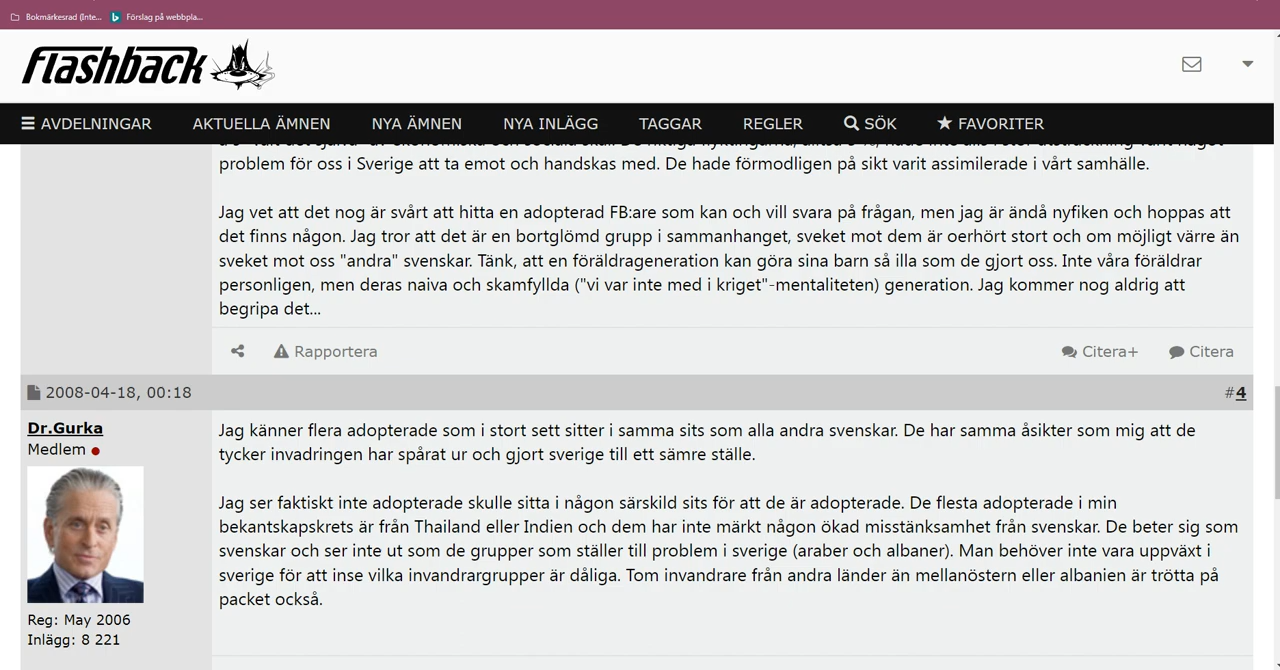 Bokmärkesrad (Inte...
Förslag på webbpla...
flashback
AVDELNINGAR
AKTUELLA ÄMNEN
NYA ÄMNEN
NYA INLÄGG
TAGGAR
REGLER
SÖK
FAVORITER
problem för oss i Sverige att ta emot och handskas med. De hade förmodligen på sikt varit assimilerade i vårt samhälle.
Jag vet att det nog är svårt att hitta en adopterad FB:are som kan och vill svara på frågan, men jag är ändå nyfiken och hoppas att
det finns någon. Jag tror att det är en bortglömd grupp i sammanhanget, sveket mot dem är oerhört stort och om möjligt värre än
sveket mot oss "andra" svenskar. Tänk, att en föräldrageneration kan göra sina barn så illa som de gjort oss. Inte våra föräldrar
personligen, men deras naiva och skamfyllda ("vi var inte med i kriget"-mentaliteten) generation. Jag kommer nog aldrig att
begripa det...
Rapportera
Citera+
Citera
2008-04-18, 00:18
#4
Dr.Gurka
Medlem
Reg: May 2006
Inlägg: 8 221
Jag känner flera adopterade som i stort sett sitter i samma sits som alla andra svenskar. De har samma åsikter som mig att de
tycker invadringen har spårat ur och gjort sverige till ett sämre ställe.
Jag ser faktiskt inte adopterade skulle sitta i någon särskild sits för att de är adopterade. De flesta adopterade i min
bekantskapskrets är från Thailand eller Indien och dem har inte märkt någon ökad misstänksamhet från svenskar. De beter sig som
svenskar och ser inte ut som de grupper som ställer till problem i sverige (araber och albaner). Man behöver inte vara uppväxt i
sverige för att inse vilka invandrargrupper är dåliga. Tom invandrare från andra länder än mellanöstern eller albanien är trötta på
packet också.